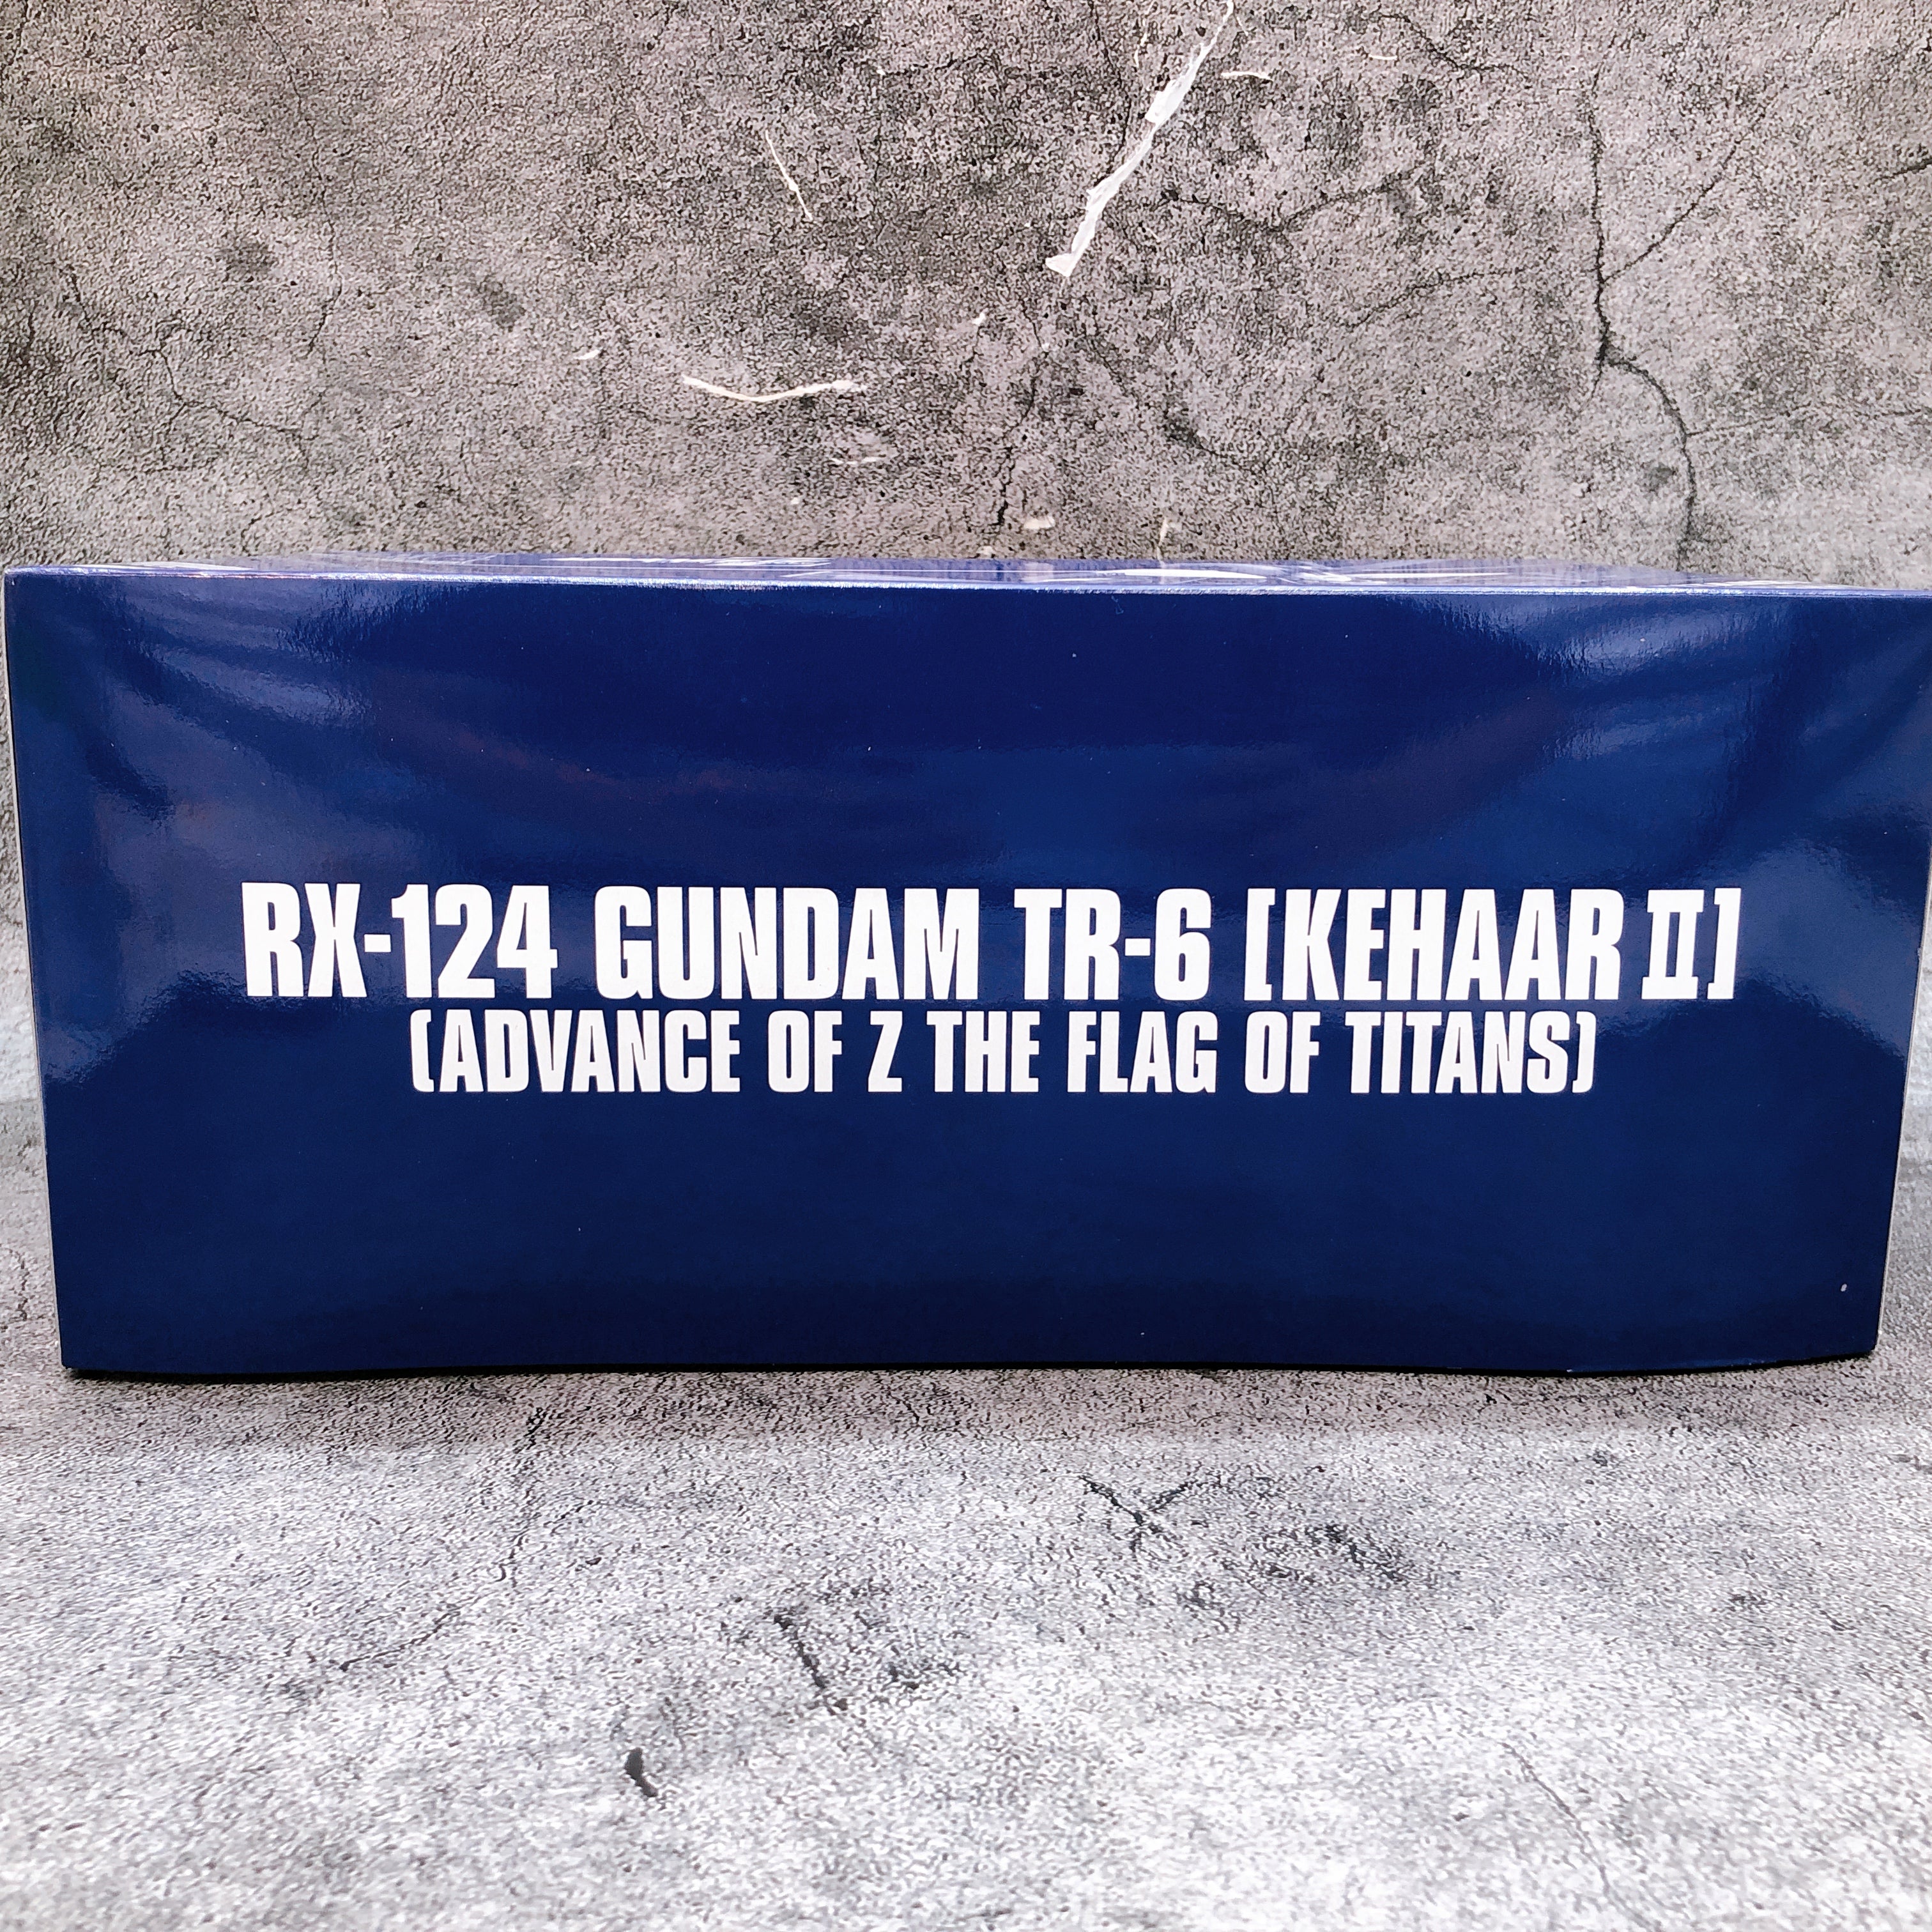 RX-124 GUNDAM TR-6 [KEHAAR II]
(ADVANCE OF Z THE FLAG OF TITANS)